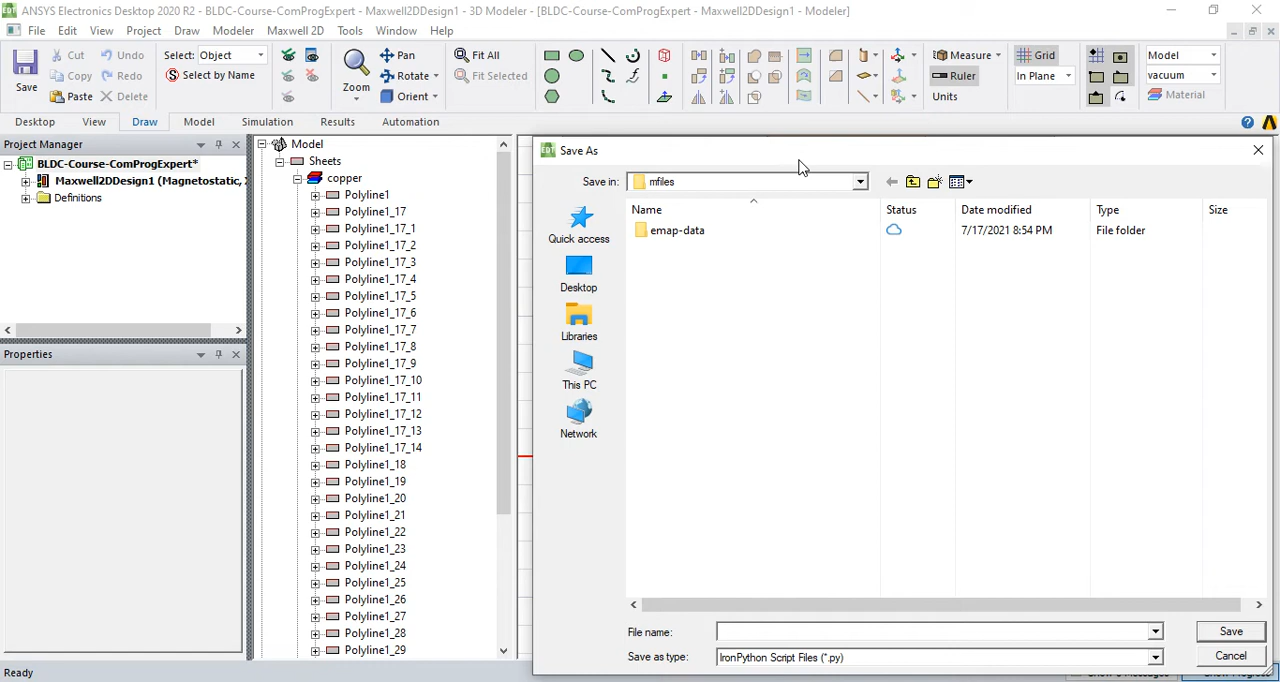 ANSYS Electronics Desktop 2020 R2 - BLDC-Course-ComProgExpert - Maxwell2DDesign1 - 3D Modeler - [BLDC-Course-ComProgExpert - Maxwell2DDesign1 - Modeler]
File Edit View Project Draw Modeler Maxwell 2D Tools Window Help
Save
Cut
Copy
Paste
Undo
Redo
Delete
Select: Object
Select by Name
Zoom
Pan
Rotate
Orient
Fit All
Fit Selected
Measure
Ruler
Units
Grid
In Plane
Model
vacuum
Material
Desktop View Draw Model Simulation Results Automation
Project Manager
BLDC-Course-ComProgExpert*
Maxwell2DDesign1 (Magnetostatic,
Definitions
Properties
Model
Sheets
copper
Polyline1
Polyline1_17
Polyline1_17_1
Polyline1_17_2
Polyline1_17_3
Polyline1_17_4
Polyline1_17_5
Polyline1_17_6
Polyline1_17_7
Polyline1_17_8
Polyline1_17_9
Polyline1_17_10
Polyline1_17_11
Polyline1_17_12
Polyline1_17_13
Polyline1_17_14
Polyline1_18
Polyline1_19
Polyline1_20
Polyline1_21
Polyline1_22
Polyline1_23
Polyline1_24
Polyline1_25
Polyline1_26
Polyline1_27
Polyline1_28
Polyline1_29
EDT Save As
Save in: mfiles
Quick access
Desktop
Libraries
This PC
Network
Name Status Date modified Type Size
emap-data 7/17/2021 8:54 PM File folder
File name:
Save
Save as type: IronPython Script Files (*.py)
Cancel
Ready